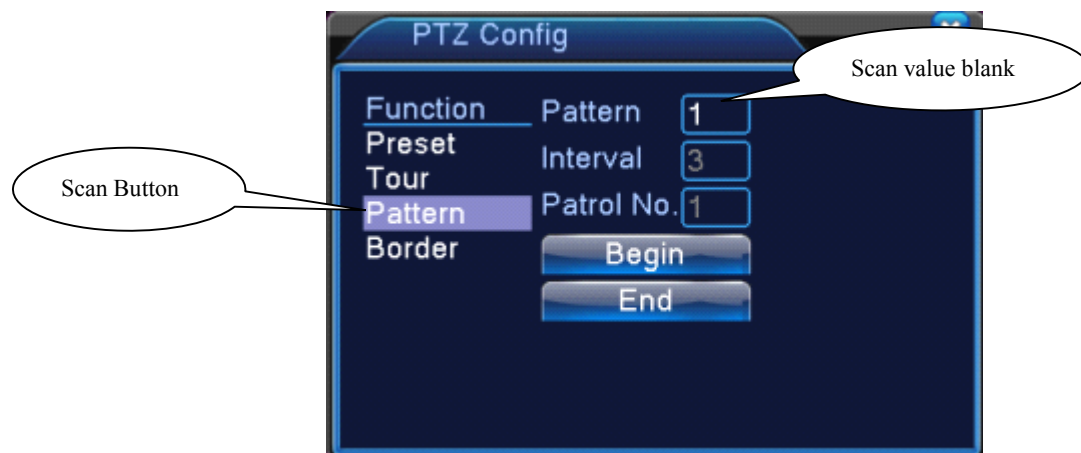 PTZ Config
Scan value blank
Function
Pattern 1
Preset
Interval 3
Tour
Scan Button
Pattern
Patrol No. 1
Border
Begin
End